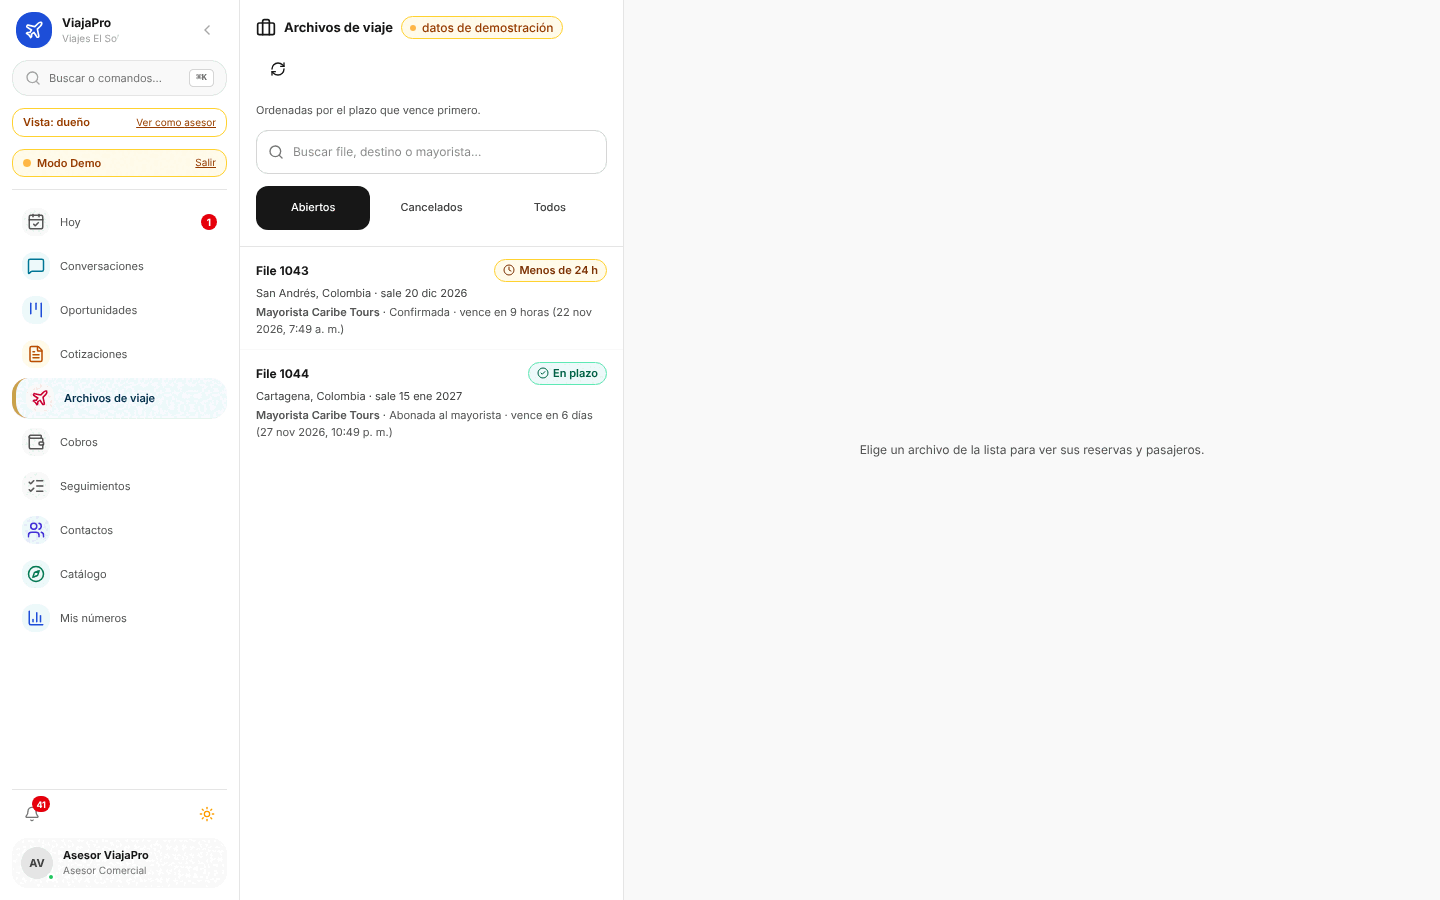 ViajaPro
Viajes El So'
Buscar o comandos...
⌘K
Vista: dueño
Ver como asesor
Modo Demo
Salir
Hoy
1
Conversaciones
Oportunidades
Cotizaciones
Archivos de viaje
Cobros
Seguimientos
Contactos
Catálogo
Mis números
41
AV
Asesor ViajaPro
Asesor Comercial
Archivos de viaje
datos de demostración
Ordenadas por el plazo que vence primero.
Buscar file, destino o mayorista...
Abiertos
Cancelados
Todos
File 1043
Menos de 24 h
San Andrés, Colombia · sale 20 dic 2026
Mayorista Caribe Tours · Confirmada · vence en 9 horas (22 nov
2026, 7:49 a. m.)
File 1044
En plazo
Cartagena, Colombia · sale 15 ene 2027
Mayorista Caribe Tours · Abonada al mayorista · vence en 6 días
(27 nov 2026, 10:49 p. m.)
Elige un archivo de la lista para ver sus reservas y pasajeros.